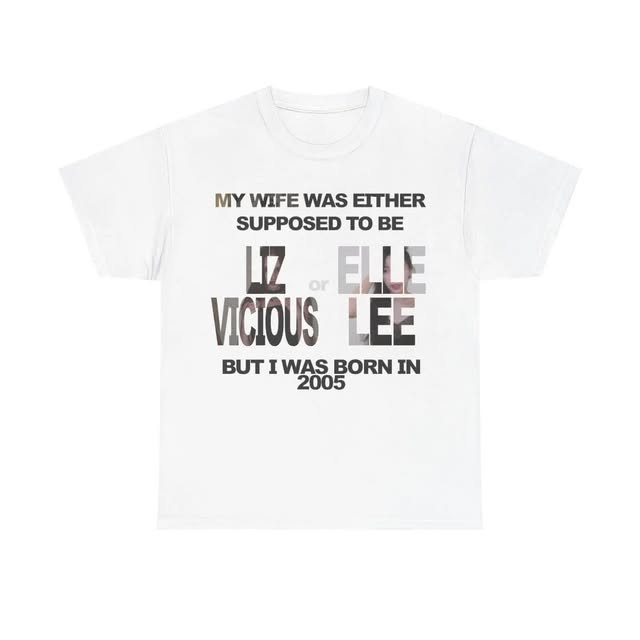 MY WIFE WAS EITHER
SUPPOSED TO BE
LIZ or ELLE
VICIOUS LEE
BUT I WAS BORN IN
2005